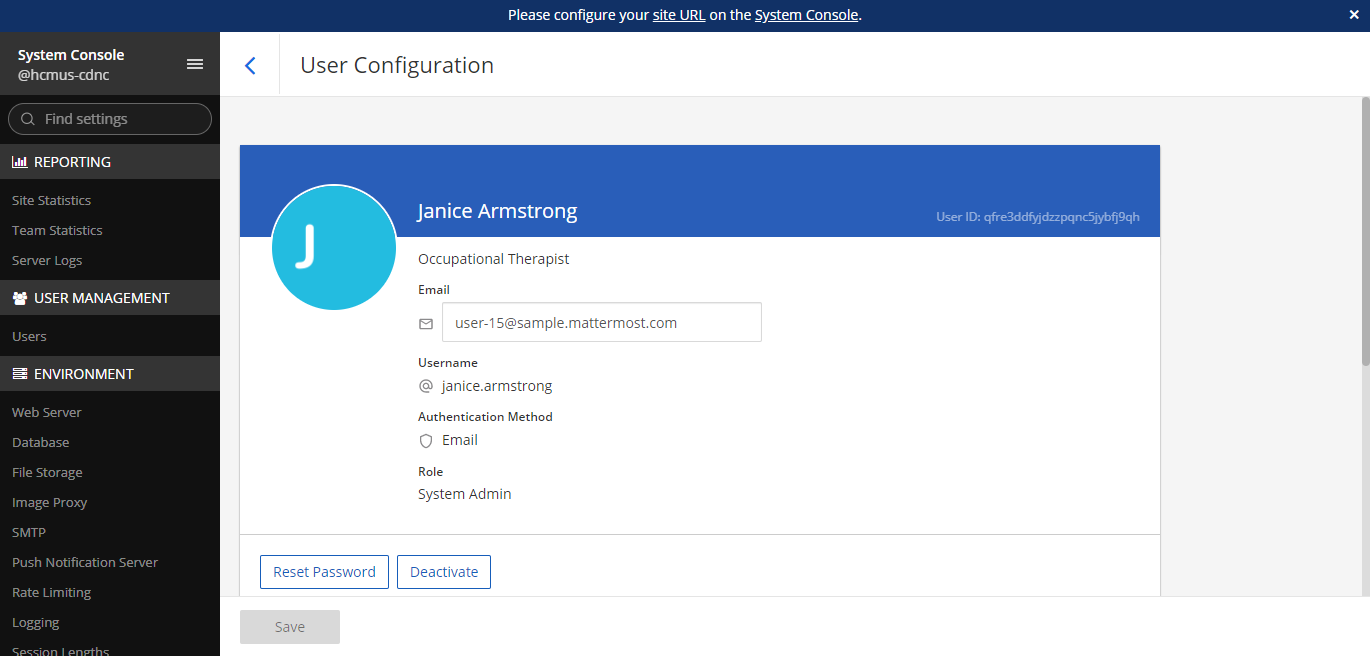 Please configure your site URL on the System Console.
System Console
@hcmus-cdnc
Find settings
REPORTING
Site Statistics
Team Statistics
Server Logs
USER MANAGEMENT
Users
ENVIRONMENT
Web Server
Database
File Storage
Image Proxy
SMTP
Push Notification Server
Rate Limiting
Logging
Session Lengths
User Configuration
J
Janice Armstrong
User ID: qfre3ddfyjdzzpqnc5jybfj9qh
Occupational Therapist
Email
user-15@sample.mattermost.com
Username
janice.armstrong
Authentication Method
Email
Role
System Admin
Reset Password
Deactivate
Save